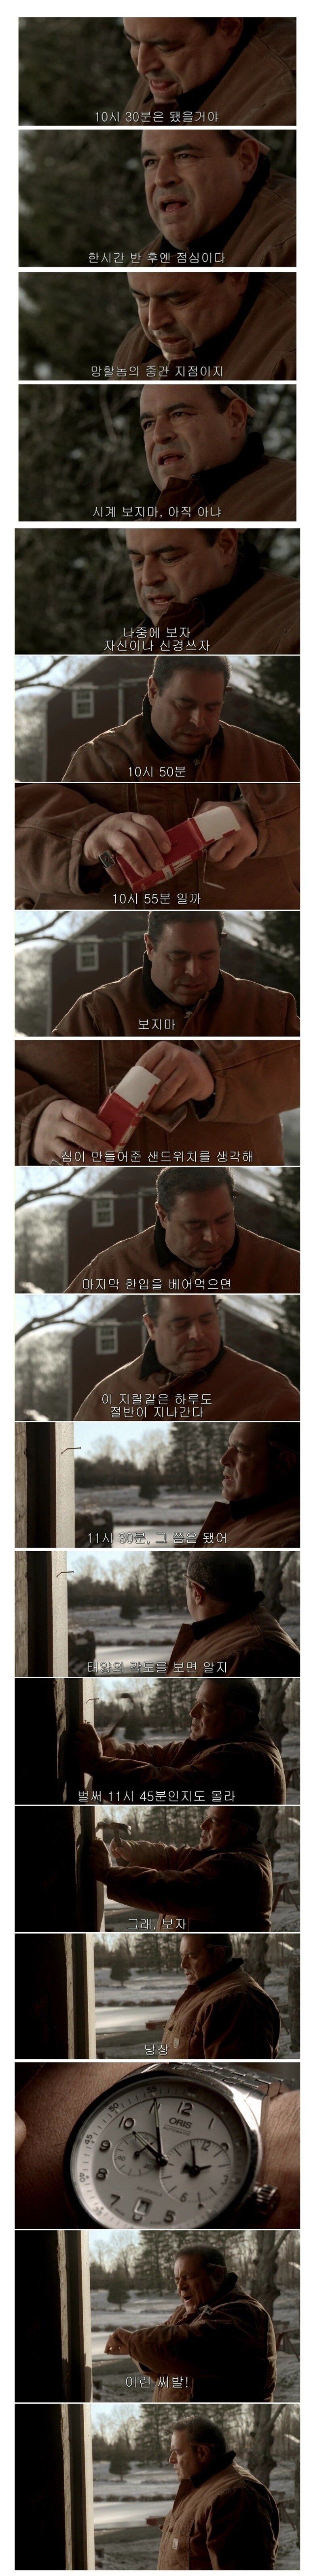 10시 30분은 됐을거야
한시간 반 후엔 점심이다
망할놈의 중간 지점이지
시계 보지마, 아직 아냐
나중에 보자
자신이나 신경쓰자
10시 50분
10시 55분 일까
보지마
짐이 만들어준 샌드위치를 생각해
마지막 한입을 베어먹으면
이 지랄같은 하루도
절반이 지나간다
11시 30분, 그 쯤은 됐어
태양의 각도를 보면 알지
벌써 11시 45분인지도 몰라
그래, 보자
당장
ORIS
10
12
2
9
8
7
5
4
이런 씨발!